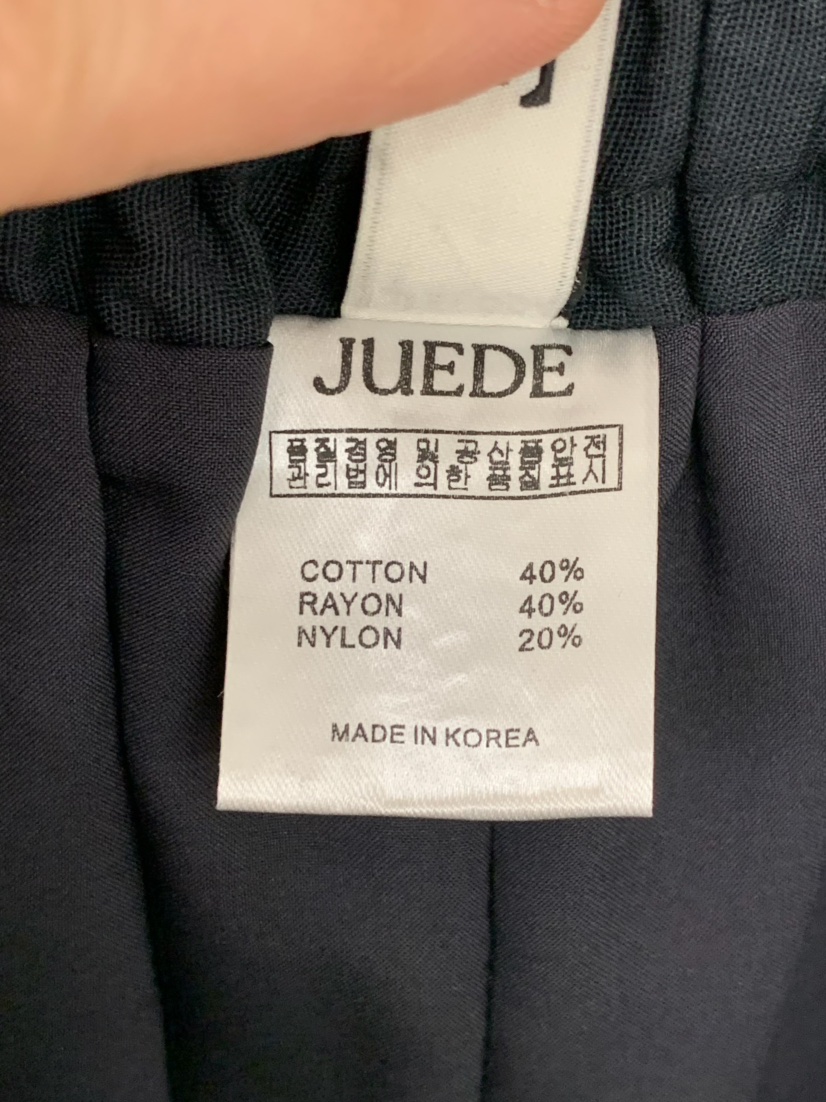 JUEDE
품질경영 및 공산품안전
관리법에 의한 품질표시
COTTON 40%
RAYON 40%
NYLON 20%
MADE IN KOREA